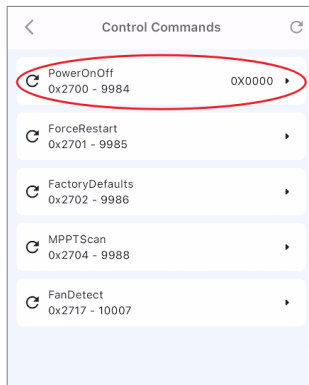 Control Commands
PowerOnOff
0x2700 - 9984
0X0000
ForceRestart
0x2701 - 9985
FactoryDefaults
0x2702 - 9986
MPPTScan
0x2704 - 9988
FanDetect
0x2717 - 10007